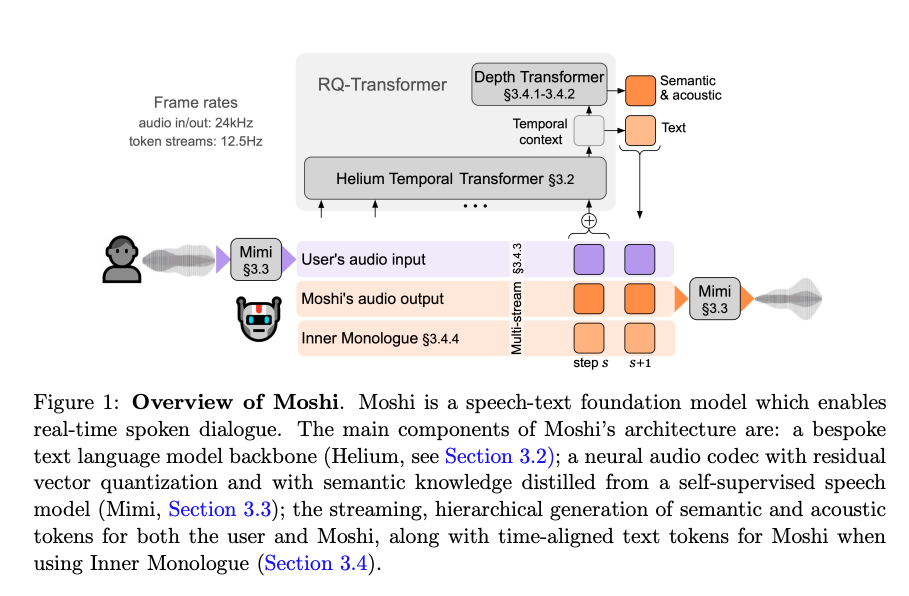 RQ-Transformer
Depth Transformer
§3.4.1-3.4.2
Semantic
& acoustic
Frame rates
audio in/out: 24kHz
token streams: 12.5Hz
Temporal
context
Text
Helium Temporal Transformer §3.2
• • •
Mimi
§3.3
User's audio input
Moshi's audio output
Inner Monologue §3.4.4
Multi-stream §3.4.3
Mimi
§3.3
step s
s+1
Figure 1: Overview of Moshi. Moshi is a speech-text foundation model which enables
real-time spoken dialogue. The main components of Moshi's architecture are: a bespoke
text language model backbone (Helium, see Section 3.2); a neural audio codec with residual
vector quantization and with semantic knowledge distilled from a self-supervised speech
model (Mimi, Section 3.3); the streaming, hierarchical generation of semantic and acoustic
tokens for both the user and Moshi, along with time-aligned text tokens for Moshi when
using Inner Monologue (Section 3.4).